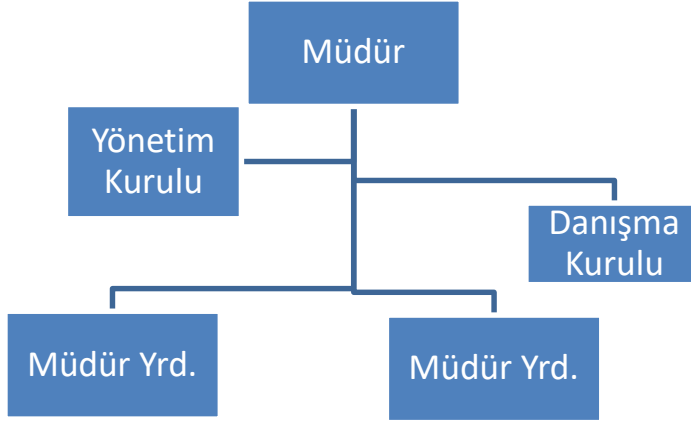 Müdür
Yönetim
Kurulu
Danışma
Kurulu
Müdür Yrd.
Müdür Yrd.